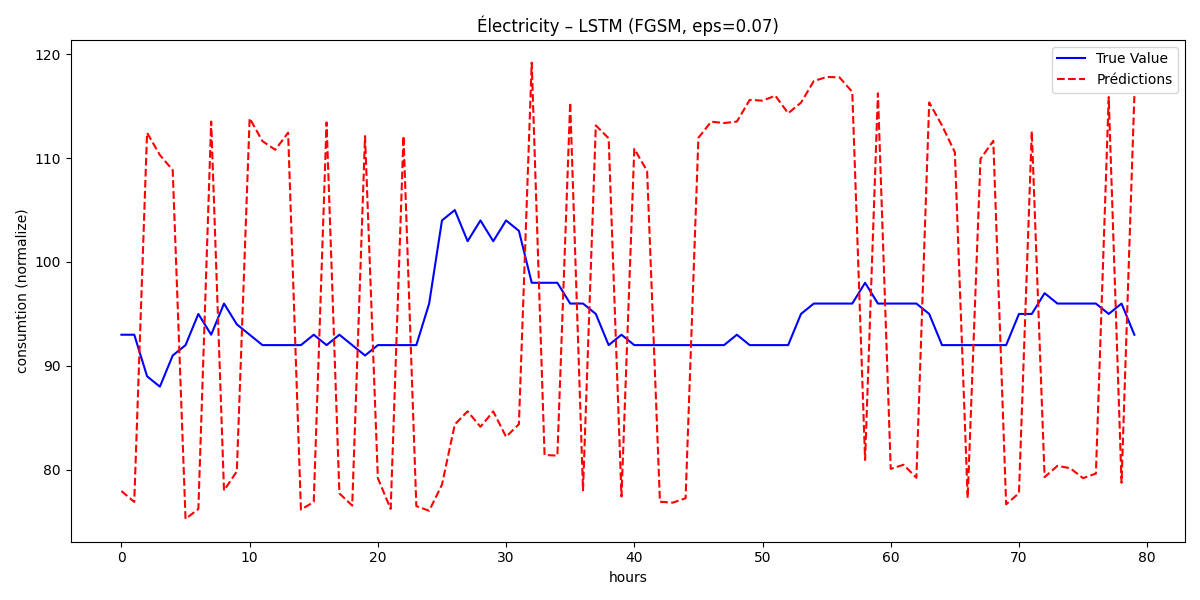 Électricity – LSTM (FGSM, eps=0.07)
True Value
Prédictions
consumtion (normalize)
120
110
100
90
80
0 10 20 30 40 50 60 70 80
hours